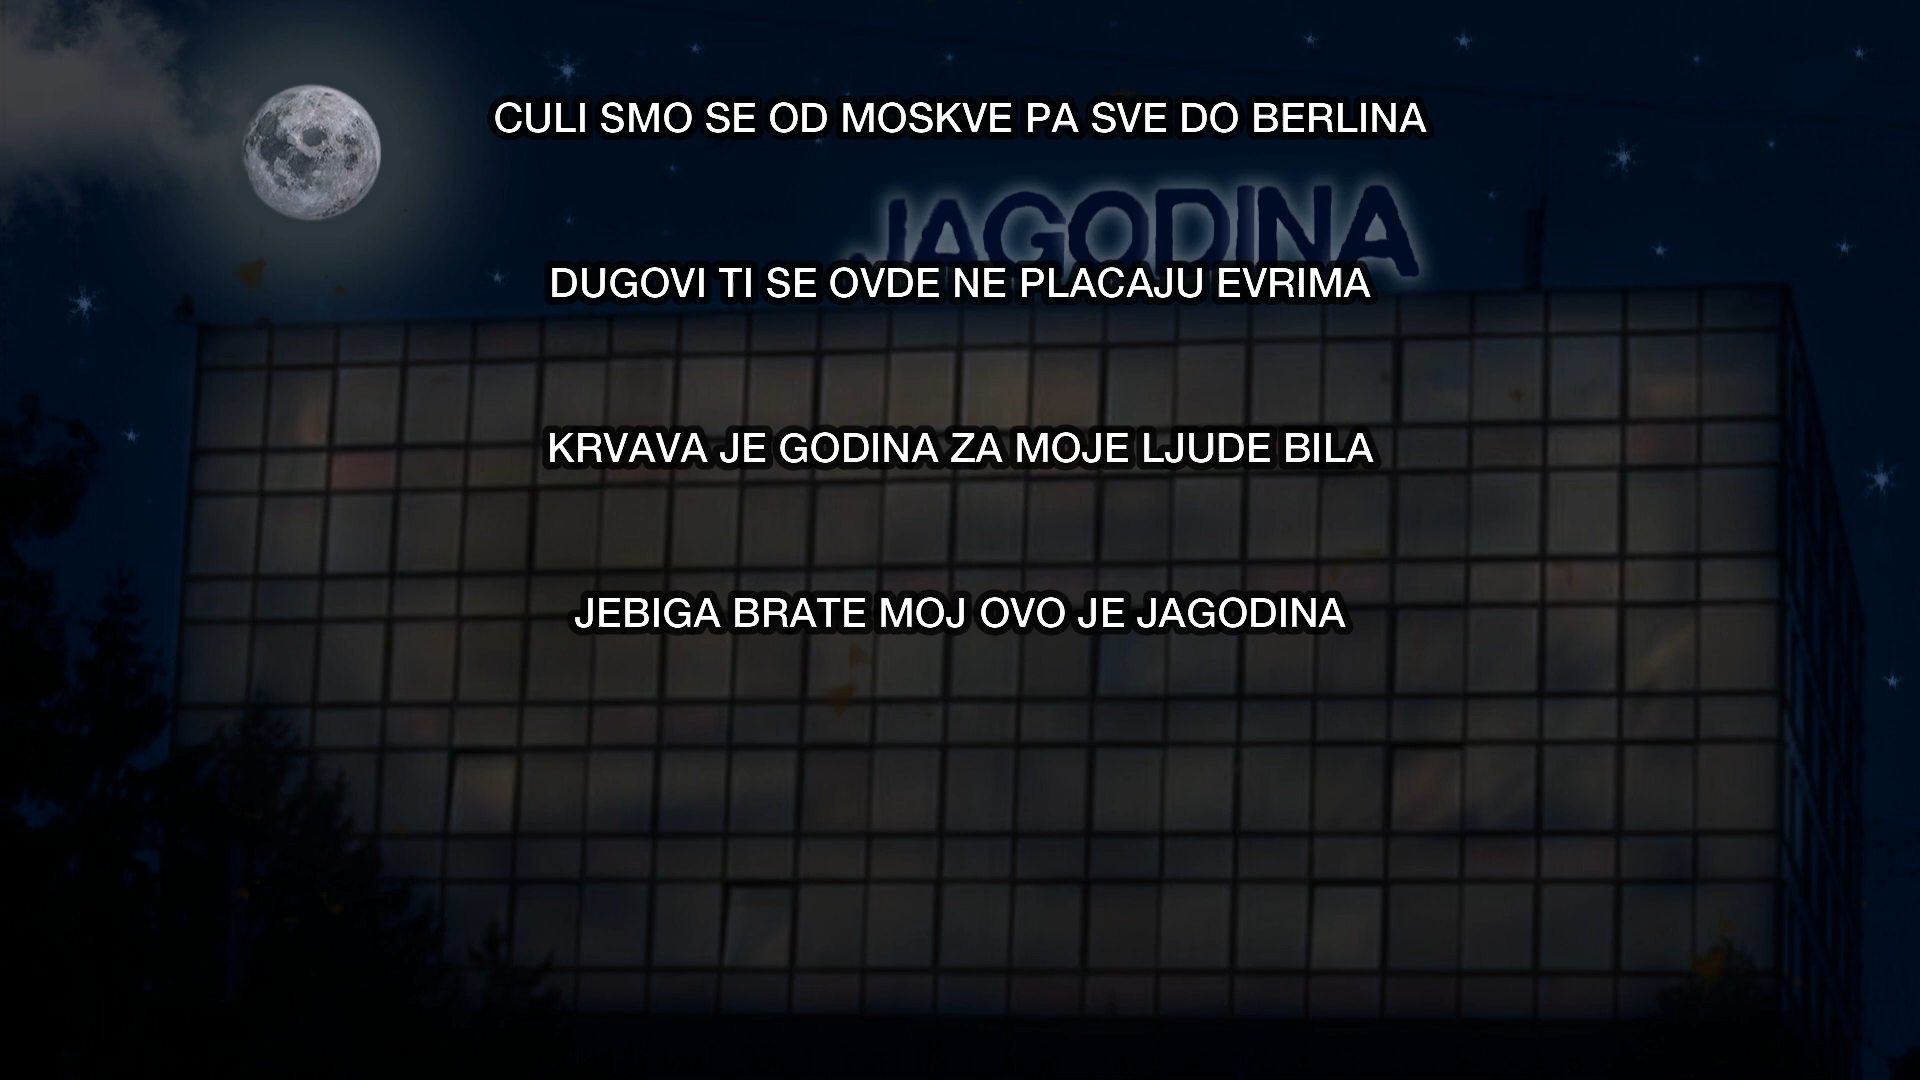 CULI SMO SE OD MOSKVE PA SVE DO BERLINA
JAGODINA
DUGOVI TI SE OVDE NE PLACAJU EVRIMA
KRVAVA JE GODINA ZA MOJE LJUDE BILA
JEBIGA BRATE MOJ OVO JE JAGODINA